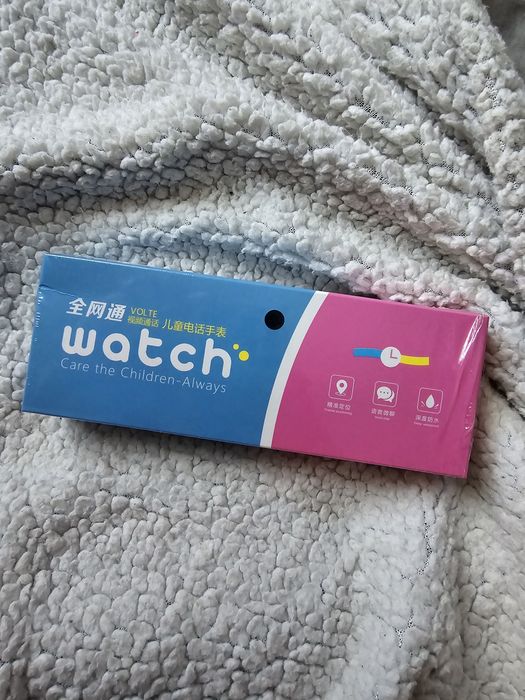 全网通
VOLTE
视频通话 儿童电话手表
watch
Care the Children-Always
精准定位
语音微聊
深度防水